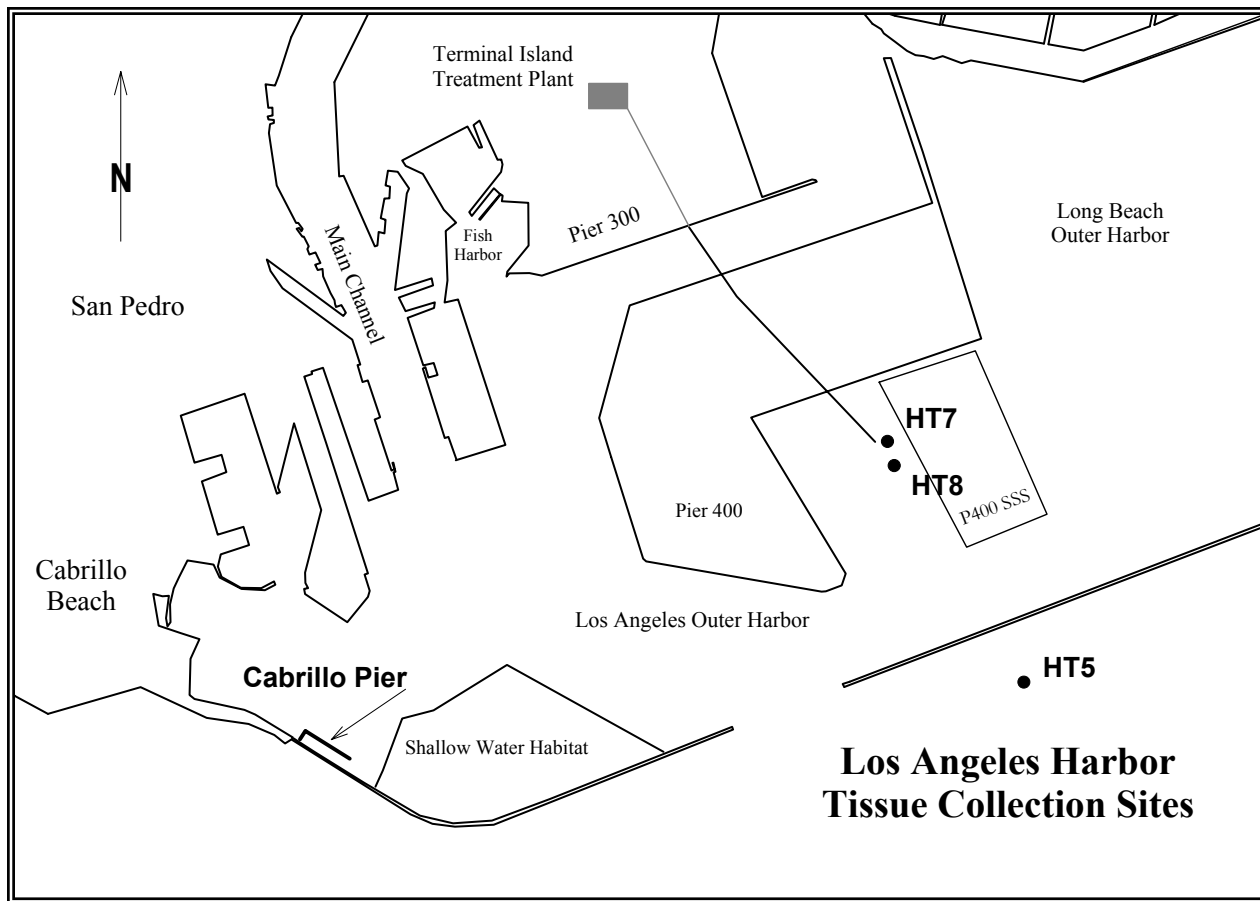 Terminal Island
Treatment Plant
N
Long Beach
Outer Harbor
Pier 300
Fish
Harbor
Main Channel
San Pedro
HT7
HT8
P400 SSS
Pier 400
Cabrillo
Beach
Los Angeles Outer Harbor
HT5
Cabrillo Pier
Shallow Water Habitat
Los Angeles Harbor
Tissue Collection Sites